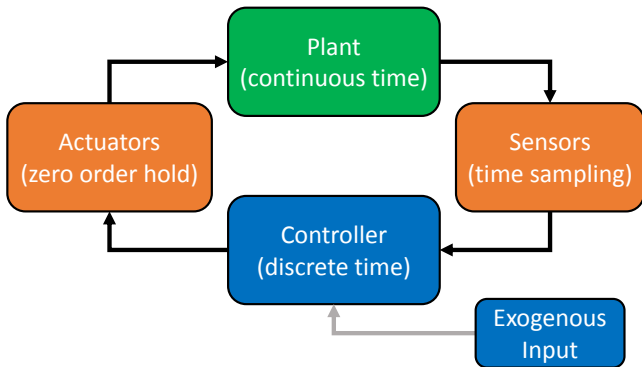 Plant
(continuous time)
Actuators
(zero order hold)
Sensors
(time sampling)
Controller
(discrete time)
Exogenous
Input